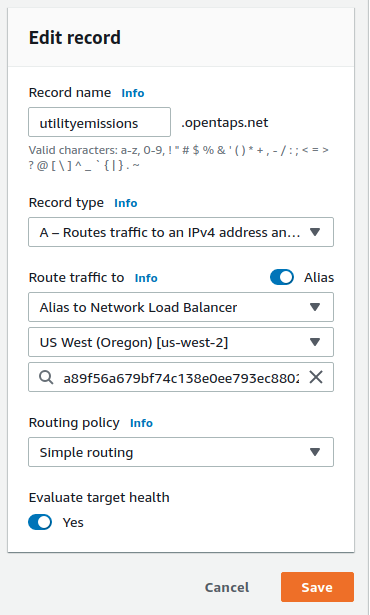 Edit record
Record name Info
utilityemissions .opentaps.net
Valid characters: a-z, 0-9, ! " # $ % & ' ( ) * + , - / : ; < = >
? @ [ \ ] ^ _ ` { | } . ~
Record type Info
A – Routes traffic to an IPv4 address an...
Route traffic to Info Alias
Alias to Network Load Balancer
US West (Oregon) [us-west-2]
a89f56a679bf74c138e0ee793ec8802
Routing policy Info
Simple routing
Evaluate target health
Yes
Cancel Save